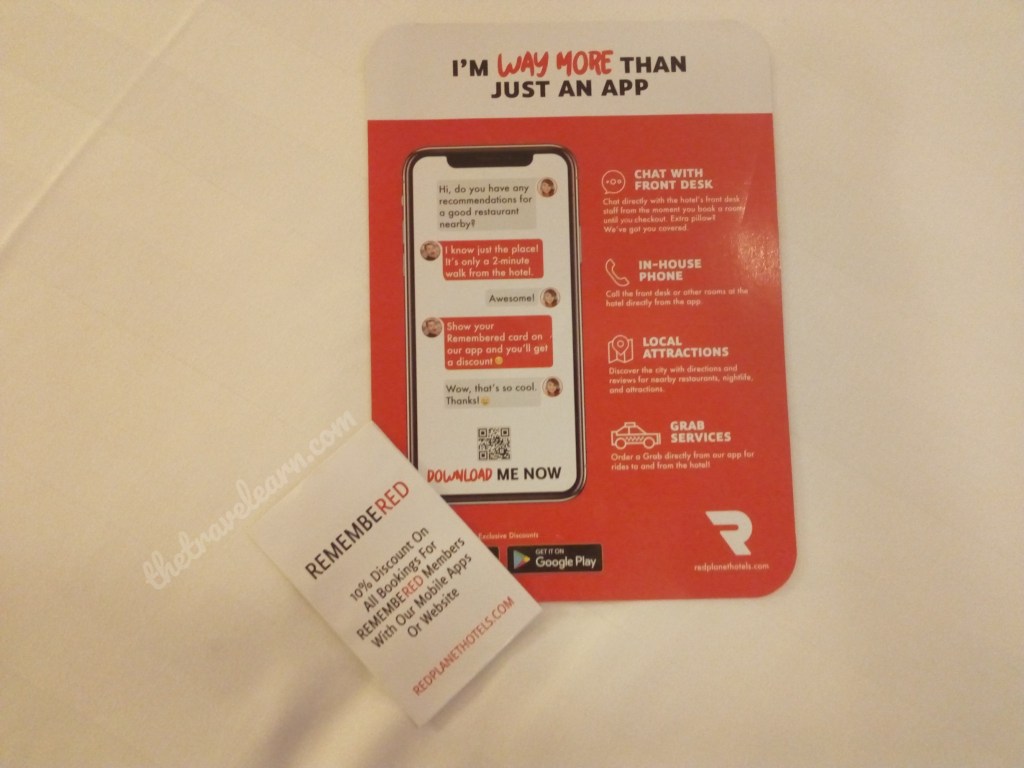 I'M WAY MORE THAN
JUST AN APP
Hi, do you have any
recommendations for
a good restaurant
nearby?
I know just the place!
It's only a 2-minute
walk from the hotel.
Awesome!
Show your
Remembered card on
our app and you'll get
a discount
Wow, that's so cool.
Thanks!
DOWNLOAD ME NOW
CHAT WITH
FRONT DESK
Chat directly with the hotel's front desk
staff from the moment you book a room
until you checkout. Extra pillow?
We've got you covered.
IN-HOUSE
PHONE
Call the front desk or other rooms at the
hotel directly from the app.
LOCAL
ATTRACTIONS
Discover the city with directions and
reviews for nearby restaurants, nightlife,
and attractions.
GRAB
SERVICES
Order a Grab directly from our app for
rides to and from the hotel!
Exclusive Discounts
GET IT ON
Google Play
redplanethotels.com
REMEMBERED
10% Discount On
All Bookings For
REMEMBERED Members
With Our Mobile Apps
Or Website
REDPLANETHOTELS.COM
thetravelearn.com